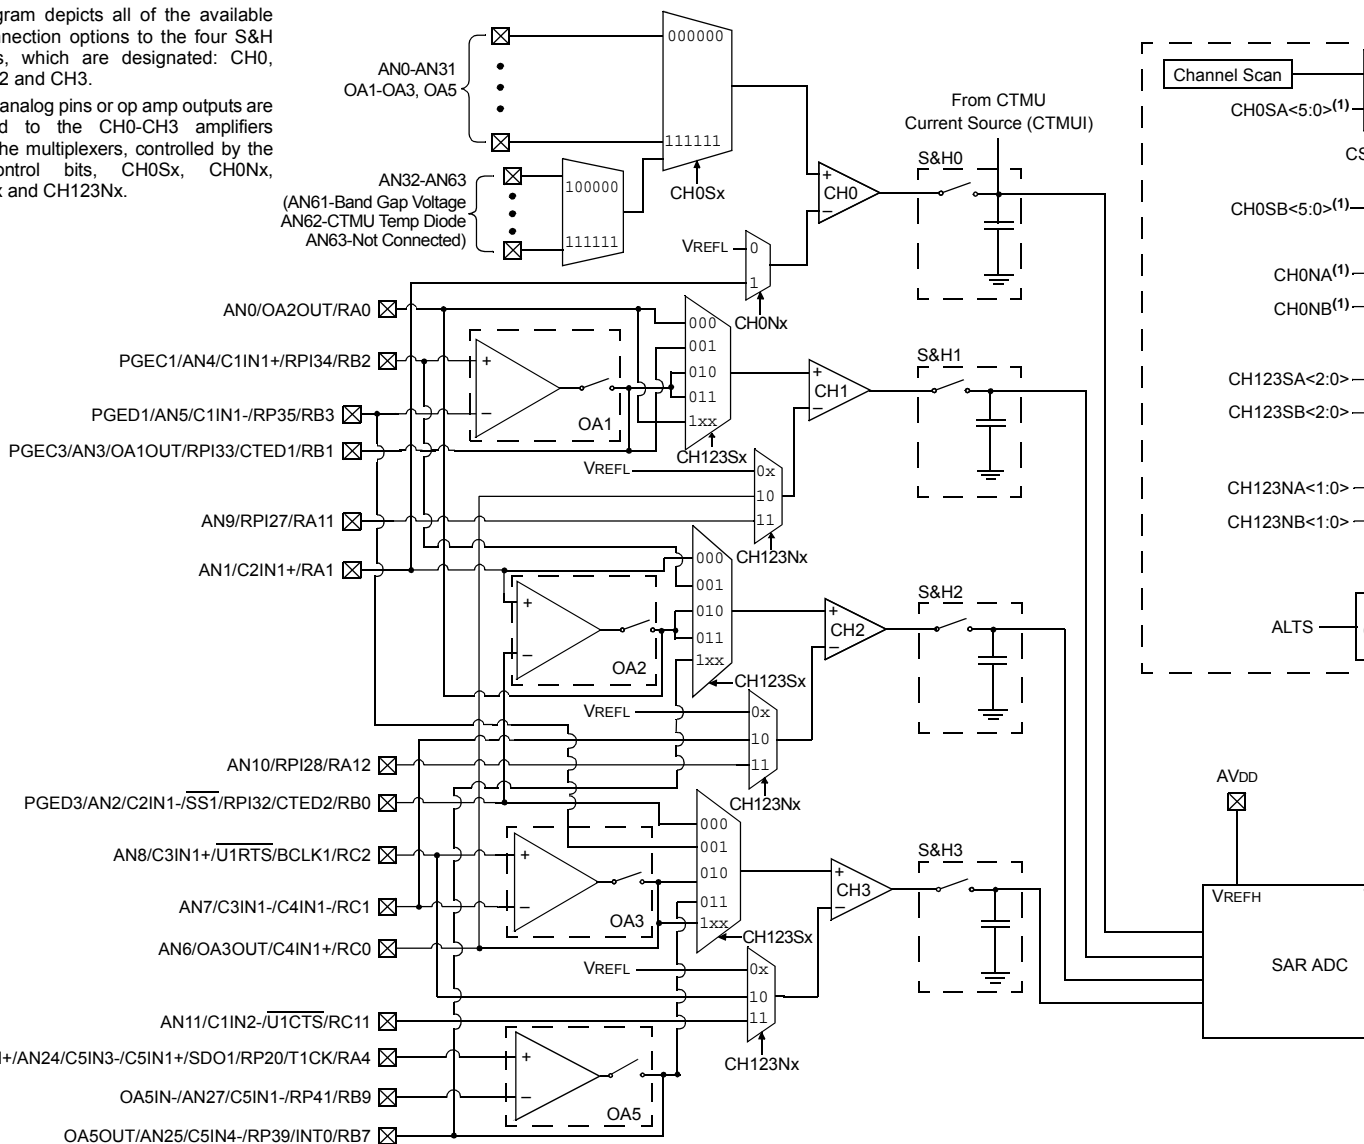 gram depicts all of the available
nnection options to the four S&H
s, which are designated: CH0,
2 and CH3.
analog pins or op amp outputs are
d to the CH0-CH3 amplifiers
he multiplexers, controlled by the
ontrol bits, CH0Sx, CH0Nx,
x and CH123Nx.
AN0-AN31
OA1-OA3, OA5
000000
111111
CH0Sx
AN32-AN63
(AN61-Band Gap Voltage
AN62-CTMU Temp Diode
AN63-Not Connected)
100000
111111
From CTMU
Current Source (CTMUI)
S&H0
+
CH0
–
VREFL
0
1
CH0Nx
Channel Scan
CH0SA<5:0>(1)
CS
CH0SB<5:0>(1)
CH0NA(1)
CH0NB(1)
CH123SA<2:0>
CH123SB<2:0>
CH123NA<1:0>
CH123NB<1:0>
ALTS
AN0/OA2OUT/RA0
PGEC1/AN4/C1IN1+/RPI34/RB2
PGED1/AN5/C1IN1-/RP35/RB3
PGEC3/AN3/OA1OUT/RPI33/CTED1/RB1
+
–
OA1
000
001
010
011
1xx
CH123Sx
+
CH1
–
S&H1
VREFL
0x
10
11
CH123Nx
AN9/RPI27/RA11
AN1/C2IN1+/RA1
+
–
OA2
000
001
010
011
1xx
CH123Sx
+
CH2
–
S&H2
VREFL
0x
10
11
CH123Nx
AN10/RPI28/RA12
PGED3/AN2/C2IN1-/SS1/RPI32/CTED2/RB0
AN8/C3IN1+/U1RTS/BCLK1/RC2
AN7/C3IN1-/C4IN1-/RC1
AN6/OA3OUT/C4IN1+/RC0
+
–
OA3
000
001
010
011
1xx
CH123Sx
+
CH3
–
S&H3
VREFL
0x
10
11
CH123Nx
AVDD
VREFH
SAR ADC
AN11/C1IN2-/U1CTS/RC11
+/AN24/C5IN3-/C5IN1+/SDO1/RP20/T1CK/RA4
OA5IN-/AN27/C5IN1-/RP41/RB9
OA5OUT/AN25/C5IN4-/RP39/INT0/RB7
+
–
OA5